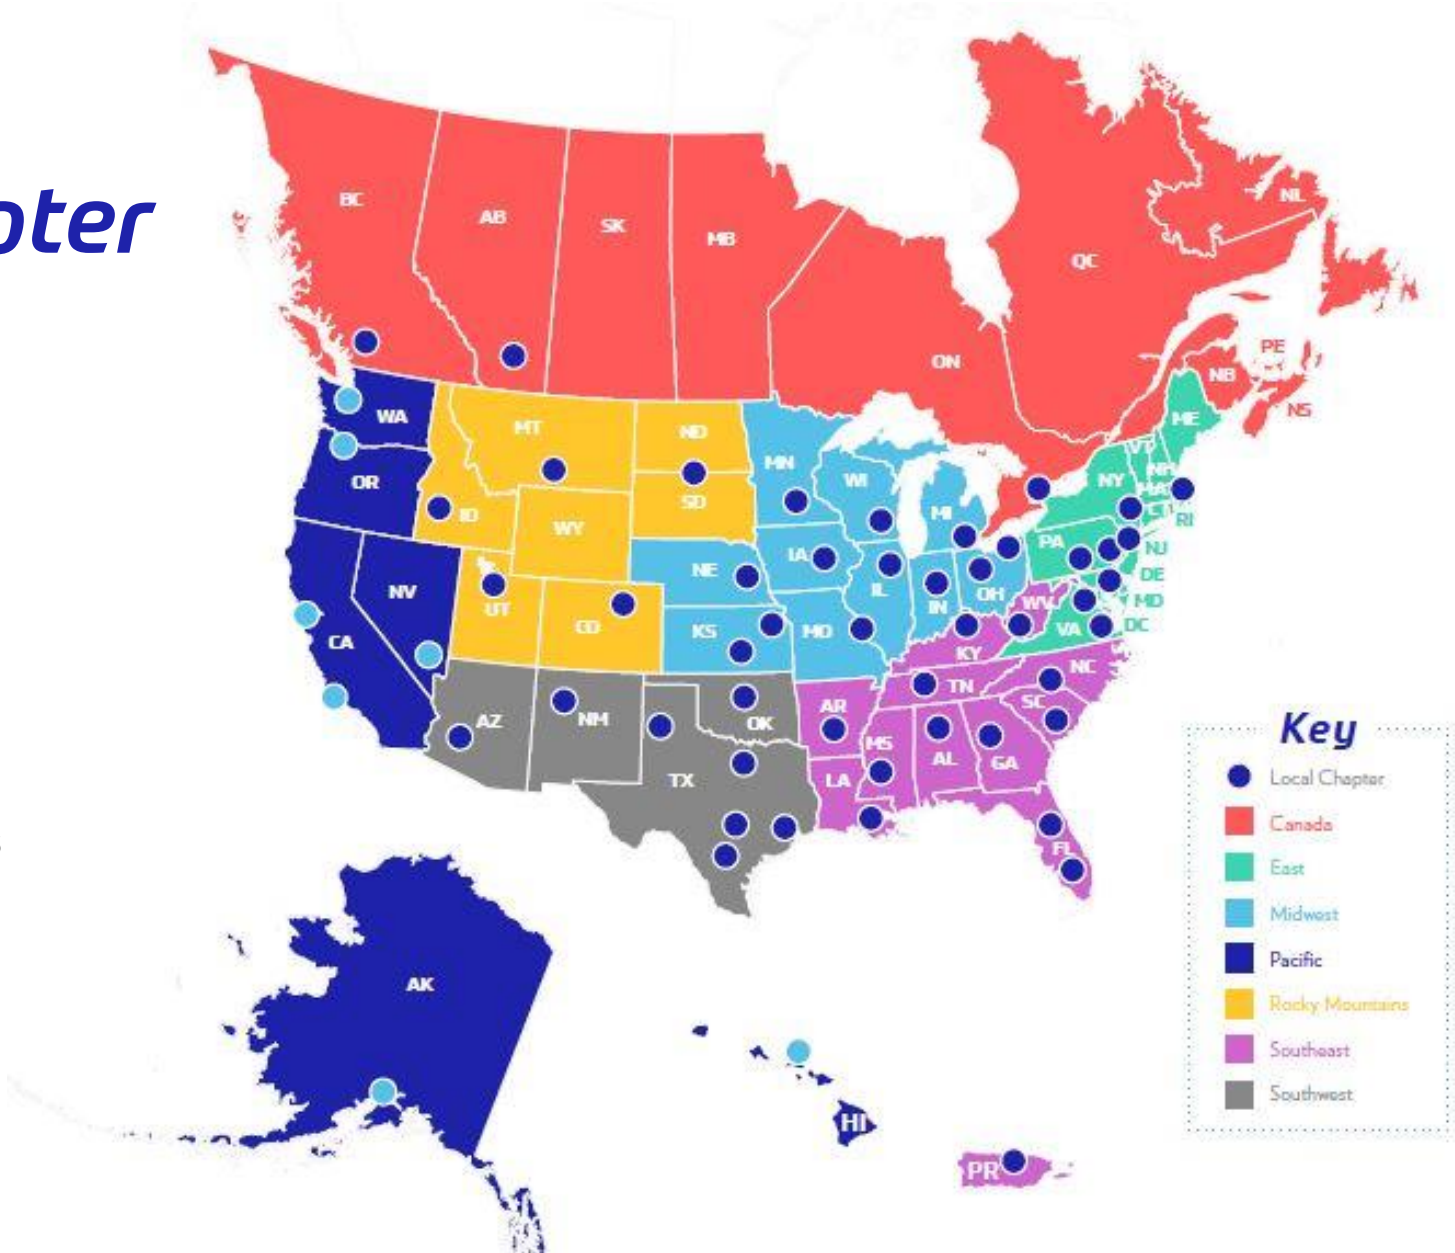 pter
BC
AB
SK
MB
QC
NL
ON
PE
NB
NS
WA
MT
ND
MN
WI
MI
ME
VT
NH
NY
MA
CT
RI
OR
ID
WY
SD
IA
PA
NJ
NV
UT
CO
NE
IL
IN
OH
DE
WV
MD
CA
KS
MO
KY
VA
DC
AZ
NM
OK
AR
TN
NC
SC
TX
LA
MS
AL
GA
FL
AK
HI
PR
Key
Local Chapter
Canada
East
Midwest
Pacific
Rocky Mountains
Southeast
Southwest